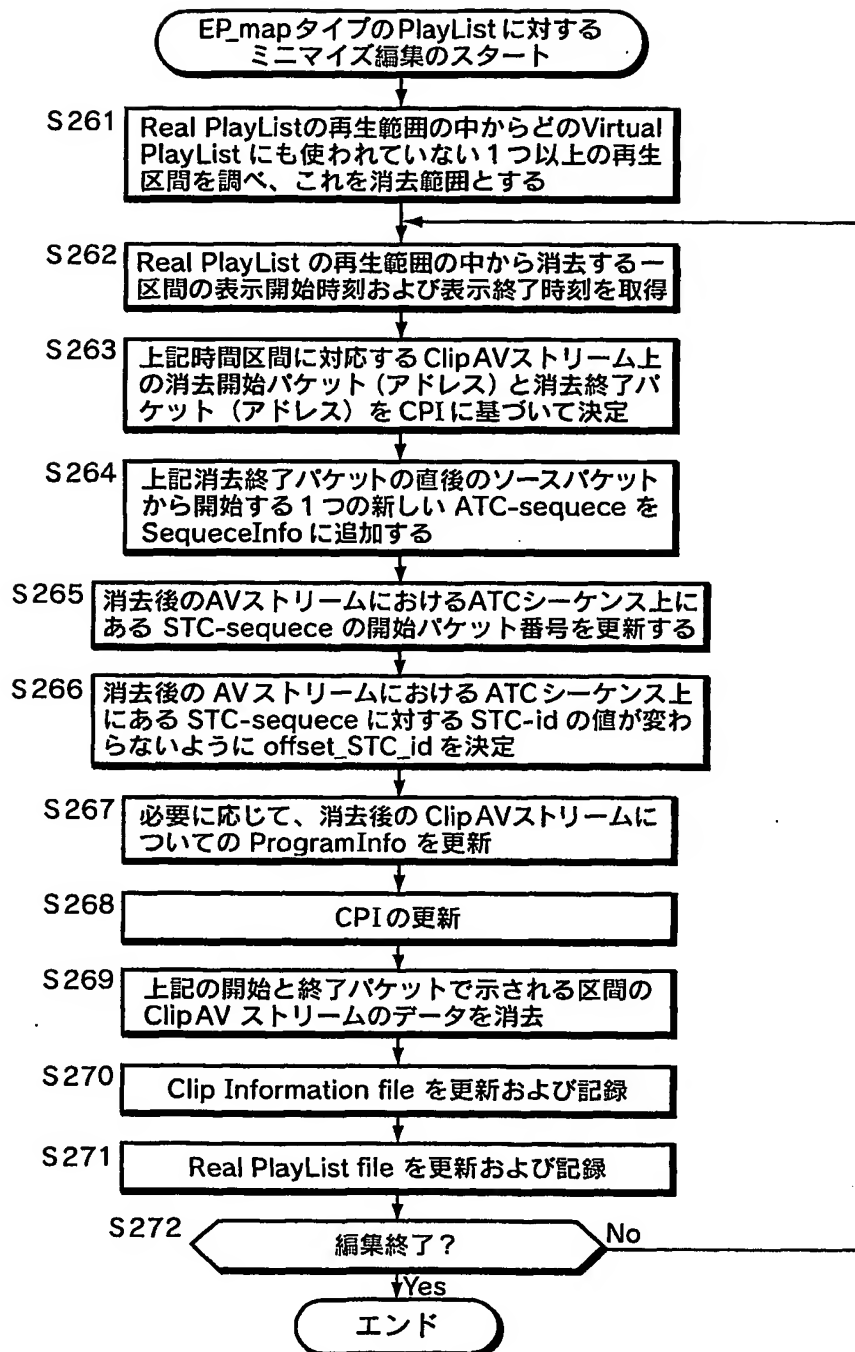 EP_mapタイプのPlayListに対する
ミニマイズ編集のスタート
S261
Real PlayListの再生範囲の中からどのVirtual
PlayList にも使われていない1つ以上の再生
区間を調べ、これを消去範囲とする
S262
Real PlayList の再生範囲の中から消去する一
区間の表示開始時刻および表示終了時刻を取得
S263
上記時間区間に対応するClipAVストリーム上
の消去開始パケット(アドレス)と消去終了パ
ケット(アドレス)をCPIに基づいて決定
S264
上記消去終了パケットの直後のソースパケット
から開始する1つの新しい ATC-sequece を
SequeceInfo に追加する
S265
消去後のAVストリームにおけるATCシーケンス上に
ある STC-sequece の開始パケット番号を更新する
S266
消去後の AVストリームにおける ATCシーケンス上
にある STC-sequece に対する STC-id の値が変わ
らないように offset_STC_id を決定
S267
必要に応じて、消去後の ClipAVストリームに
ついての ProgramInfo を更新
S268
CPIの更新
S269
上記の開始と終了パケットで示される区間の
ClipAV ストリームのデータを消去
S270
Clip Information file を更新および記録
S271
Real PlayList file を更新および記録
S272
編集終了?
No
Yes
エンド